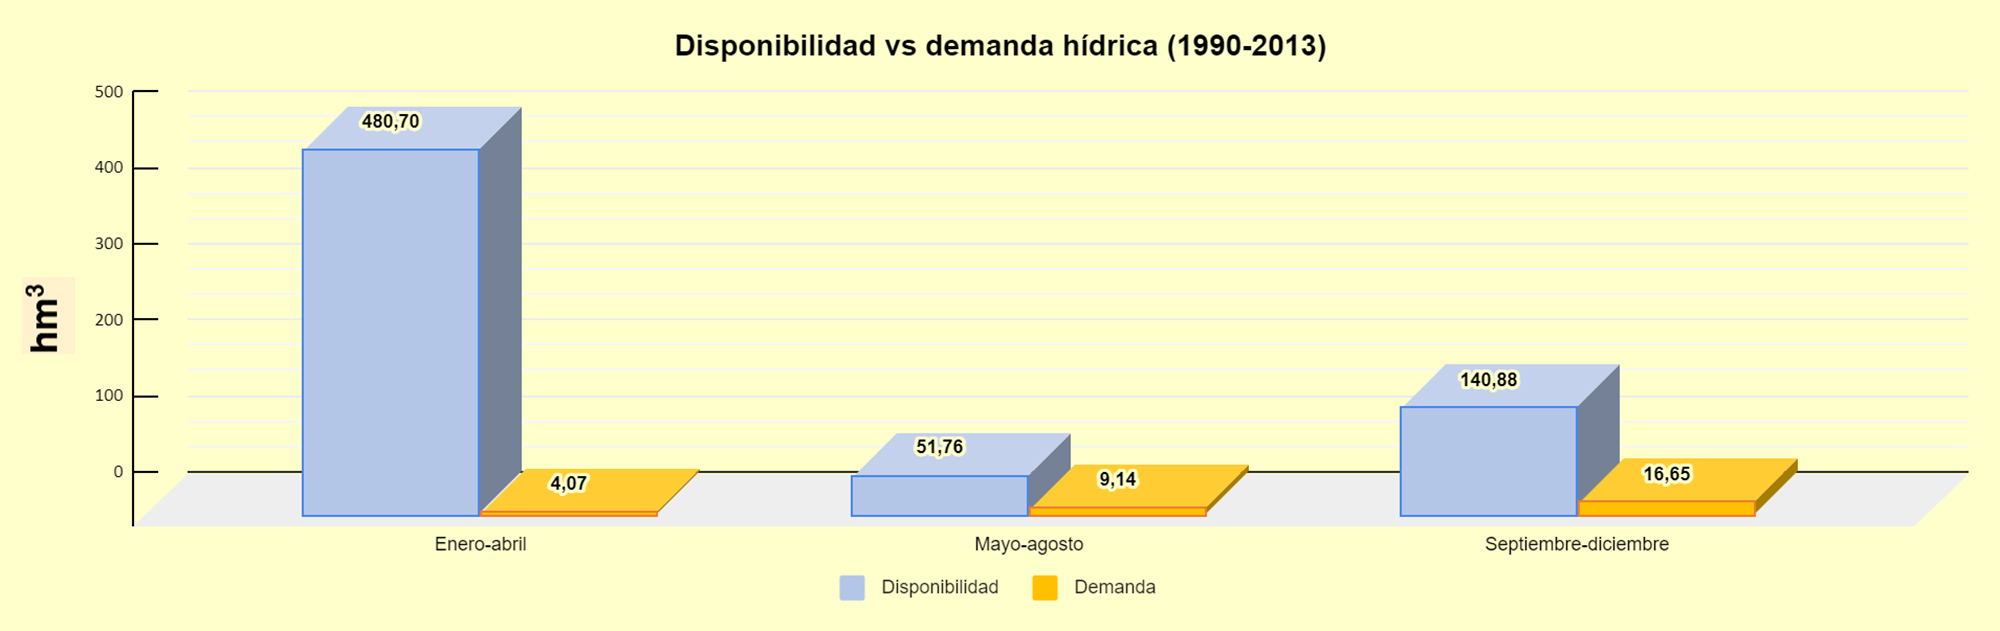 Disponibilidad vs demanda hídrica (1990-2013)
500
400
300
200
100
0
hm³
480,70
4,07
51,76
9,14
140,88
16,65
Enero-abril
Mayo-agosto
Septiembre-diciembre
Disponibilidad
Demanda